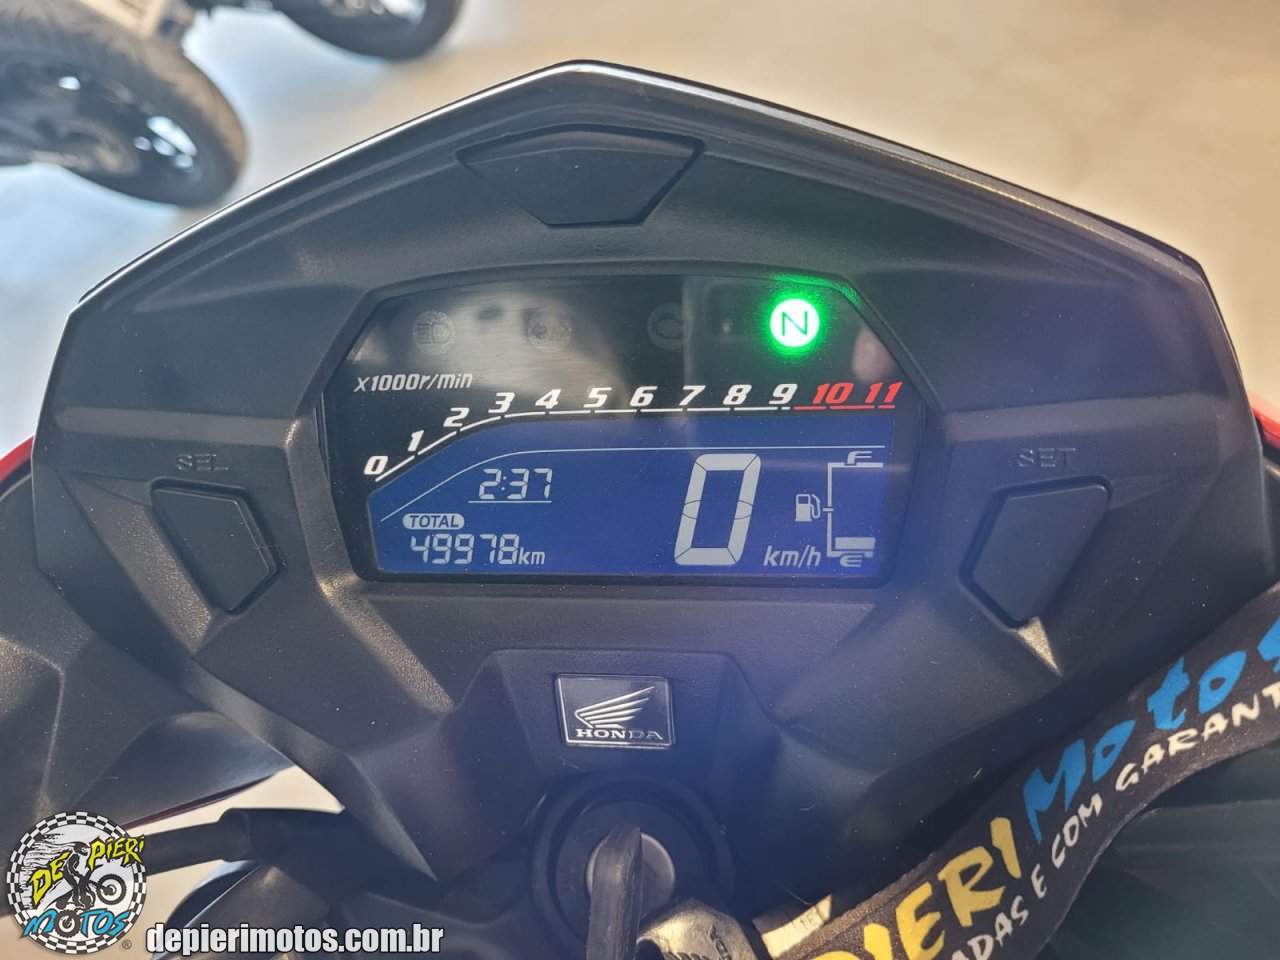 N
x1000r/min
0 1 2 3 4 5 6 7 8 9 10 11
SEL
SET
2:37
TOTAL
49978km
0
km/h
F
E
HONDA
Motos
PIERI
ADAS E COM GARANT
DE PIERI
MOTOS
®
depierimotos.com.br